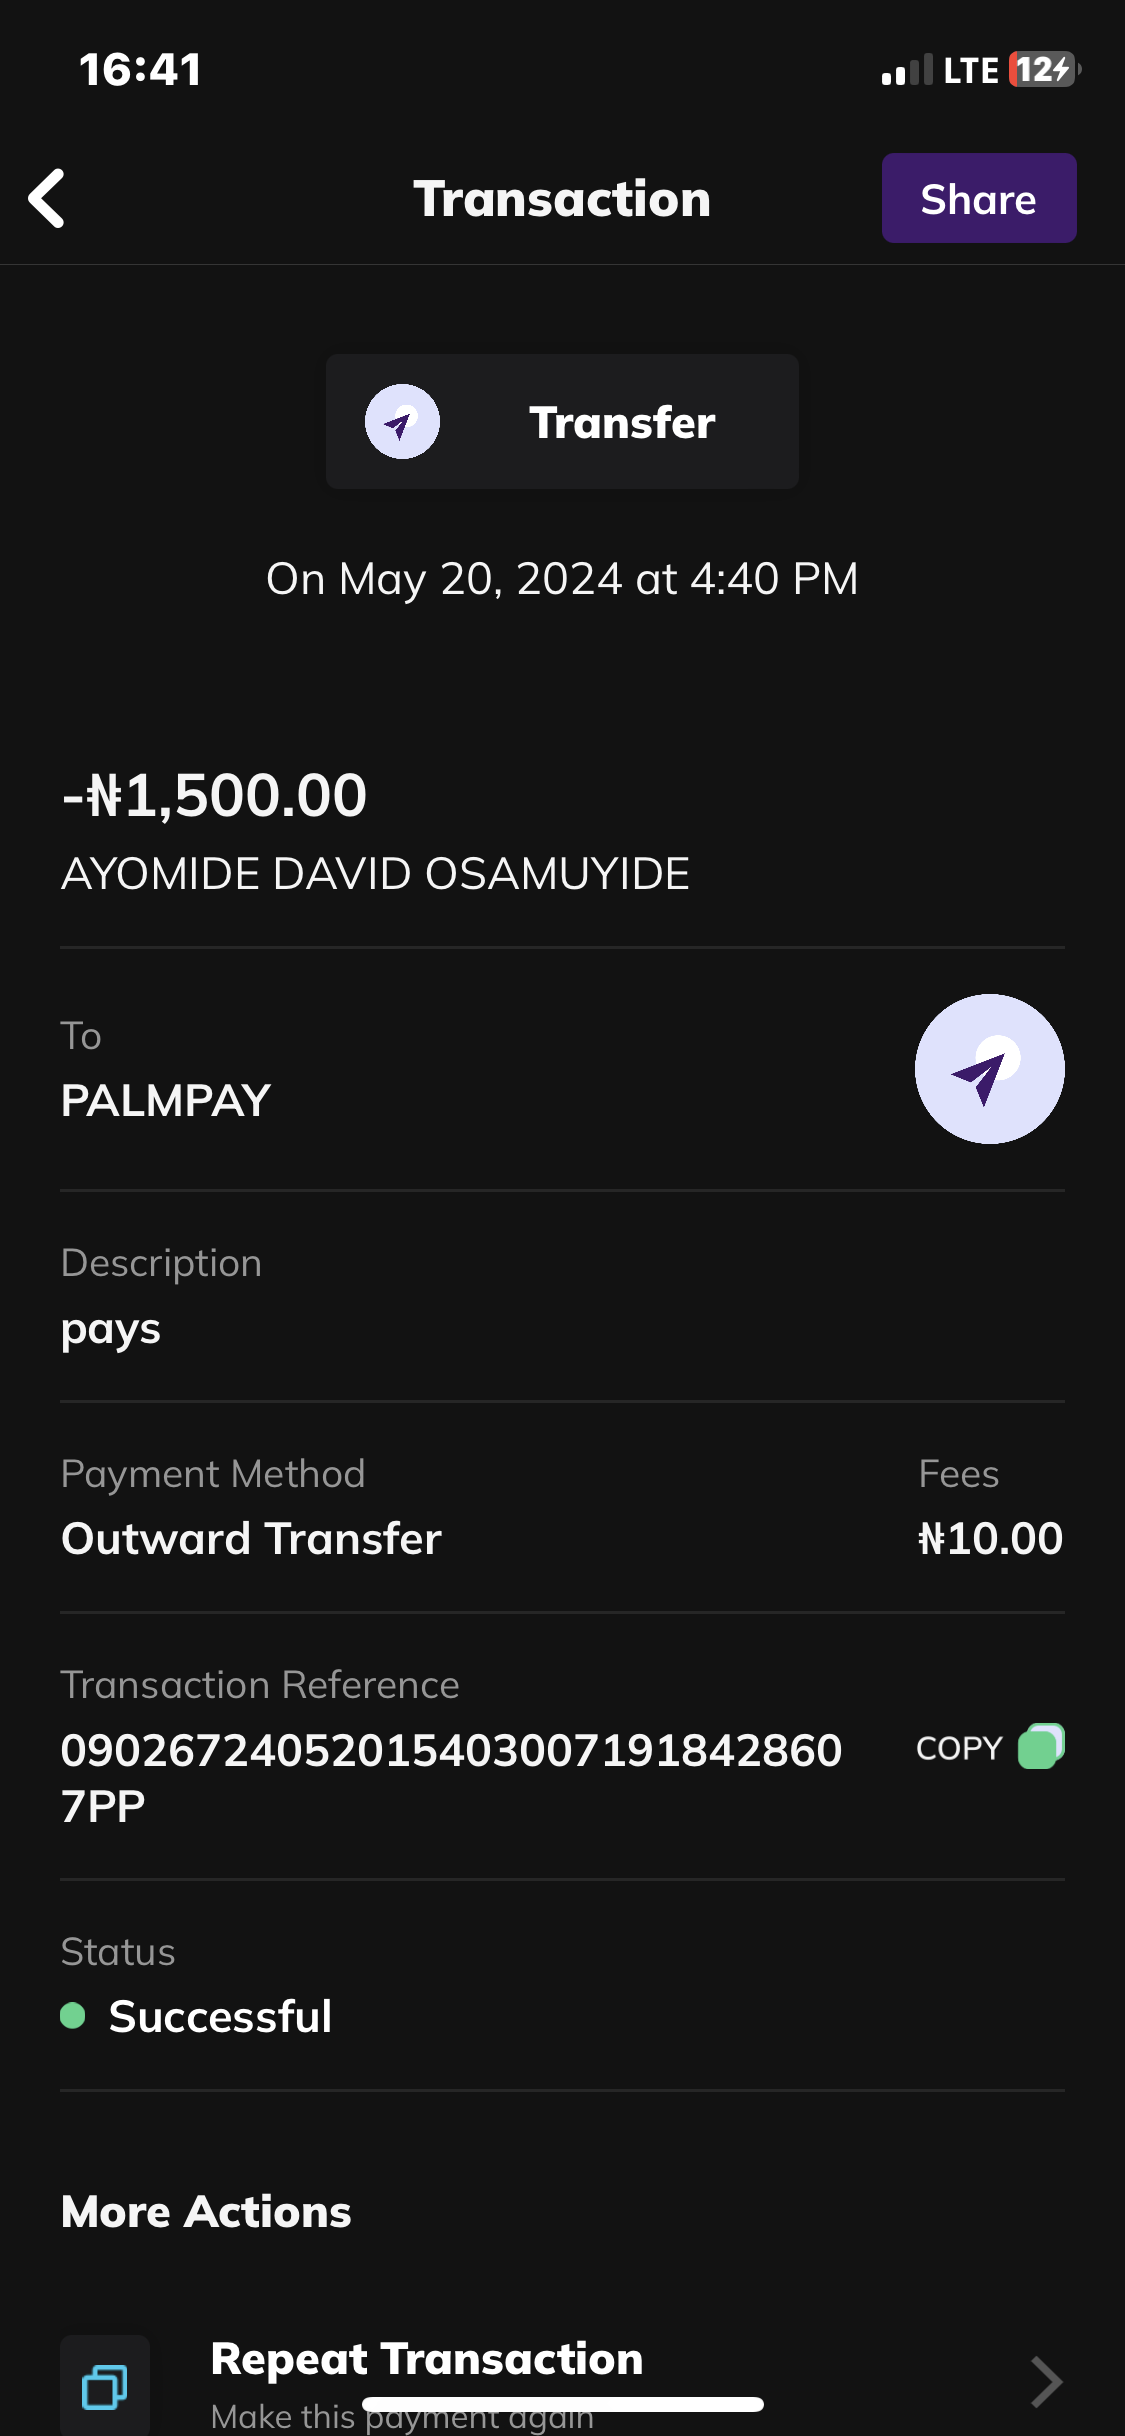 16:41
LTE 12
Transaction
Share
Transfer
On May 20, 2024 at 4:40 PM
-₦1,500.00
AYOMIDE DAVID OSAMUYIDE
To
PALMPAY
Description
pays
Payment Method
Fees
Outward Transfer
₦10.00
Transaction Reference
09026724052015403007191842860
7PP
COPY
Status
Successful
More Actions
Repeat Transaction
Make this payment again